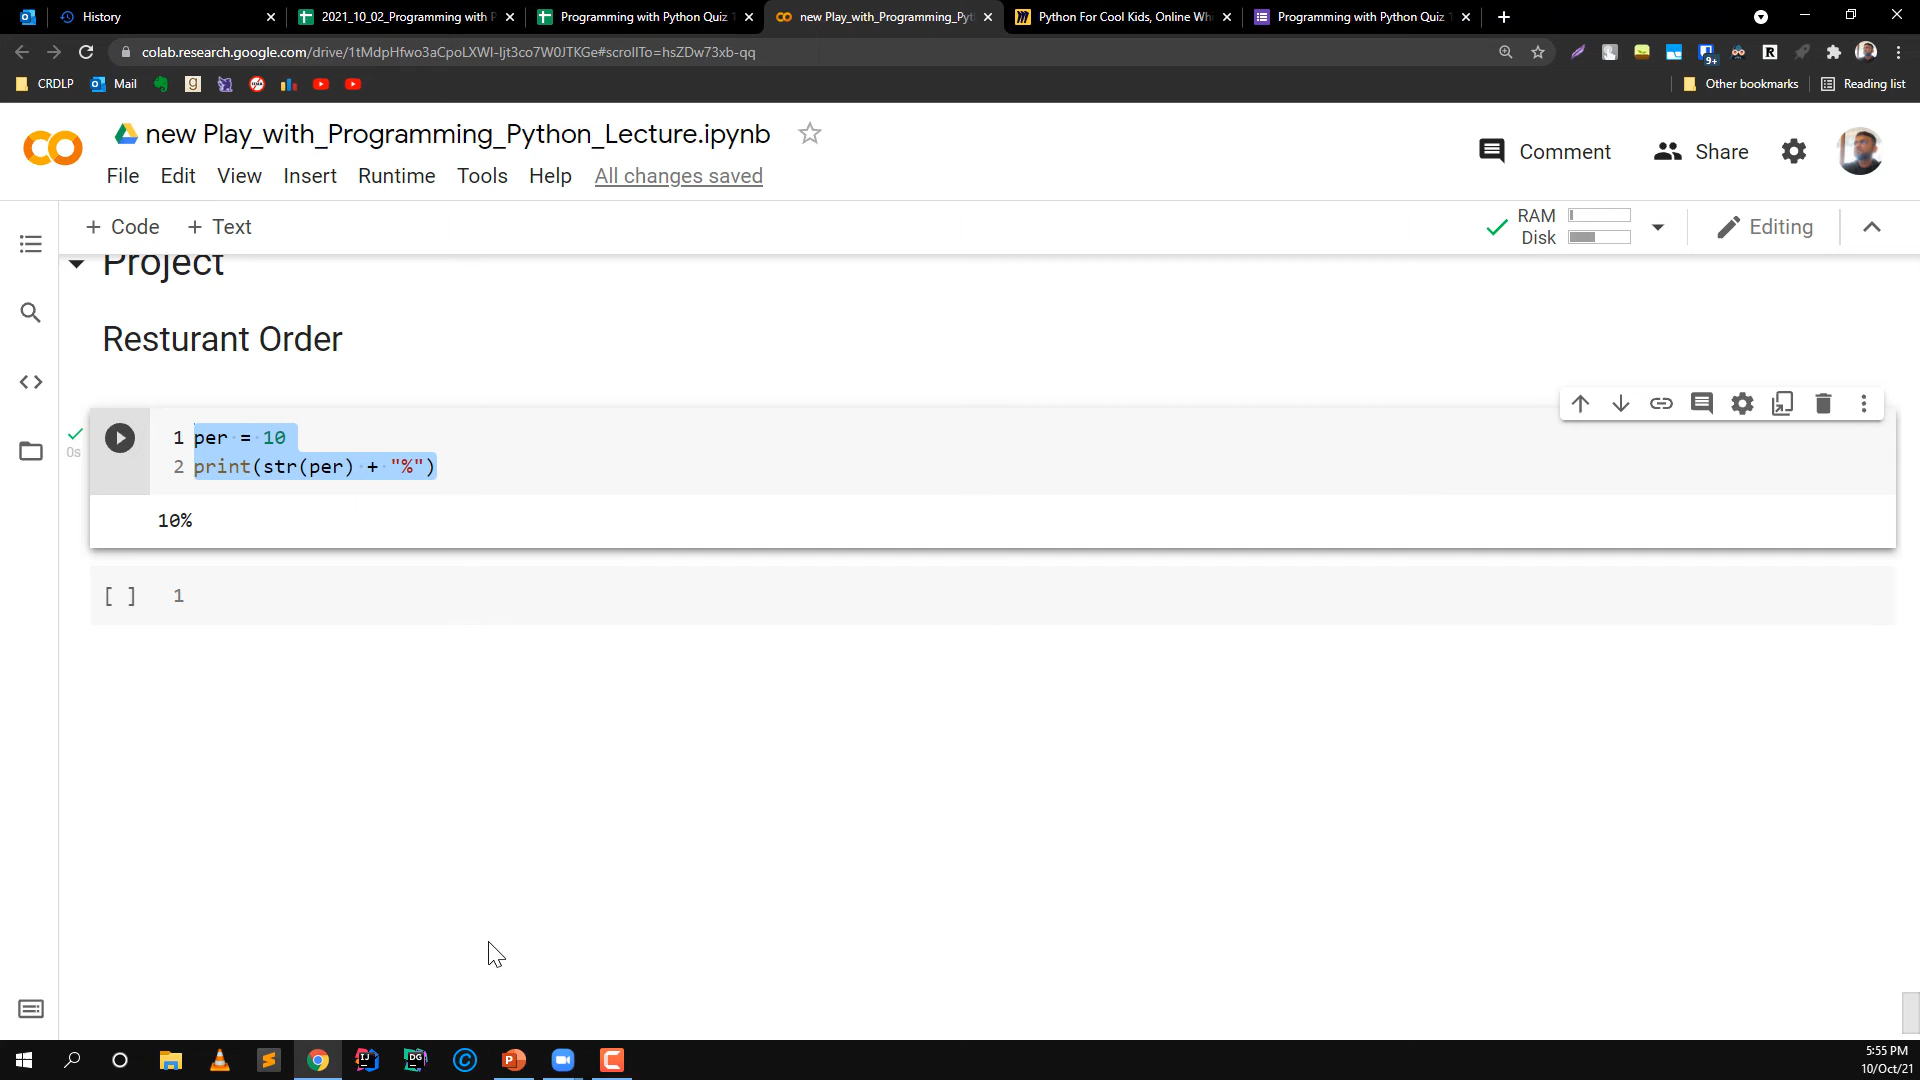 History
2021_10_02_Programming with P
Programming with Python Quiz T
new Play_with_Programming_Pyt
Python For Cool Kids, Online Whi
Programming with Python Quiz T
colab.research.google.com/drive/1tMdpHfwo3aCpoLXWI-Ijt3co7W0JTKGe#scrollTo=hsZDw73xb-qq
9+
CRDLP
Mail
Other bookmarks
Reading list
new Play_with_Programming_Python_Lecture.ipynb
Comment
Share
File Edit View Insert Runtime Tools Help All changes saved
+ Code + Text
RAM
Disk
Editing
Project
Resturant Order
1 per = 10
0s
2 print(str(per) + "%")
10%
[ ] 1
5:55 PM
10/Oct/21